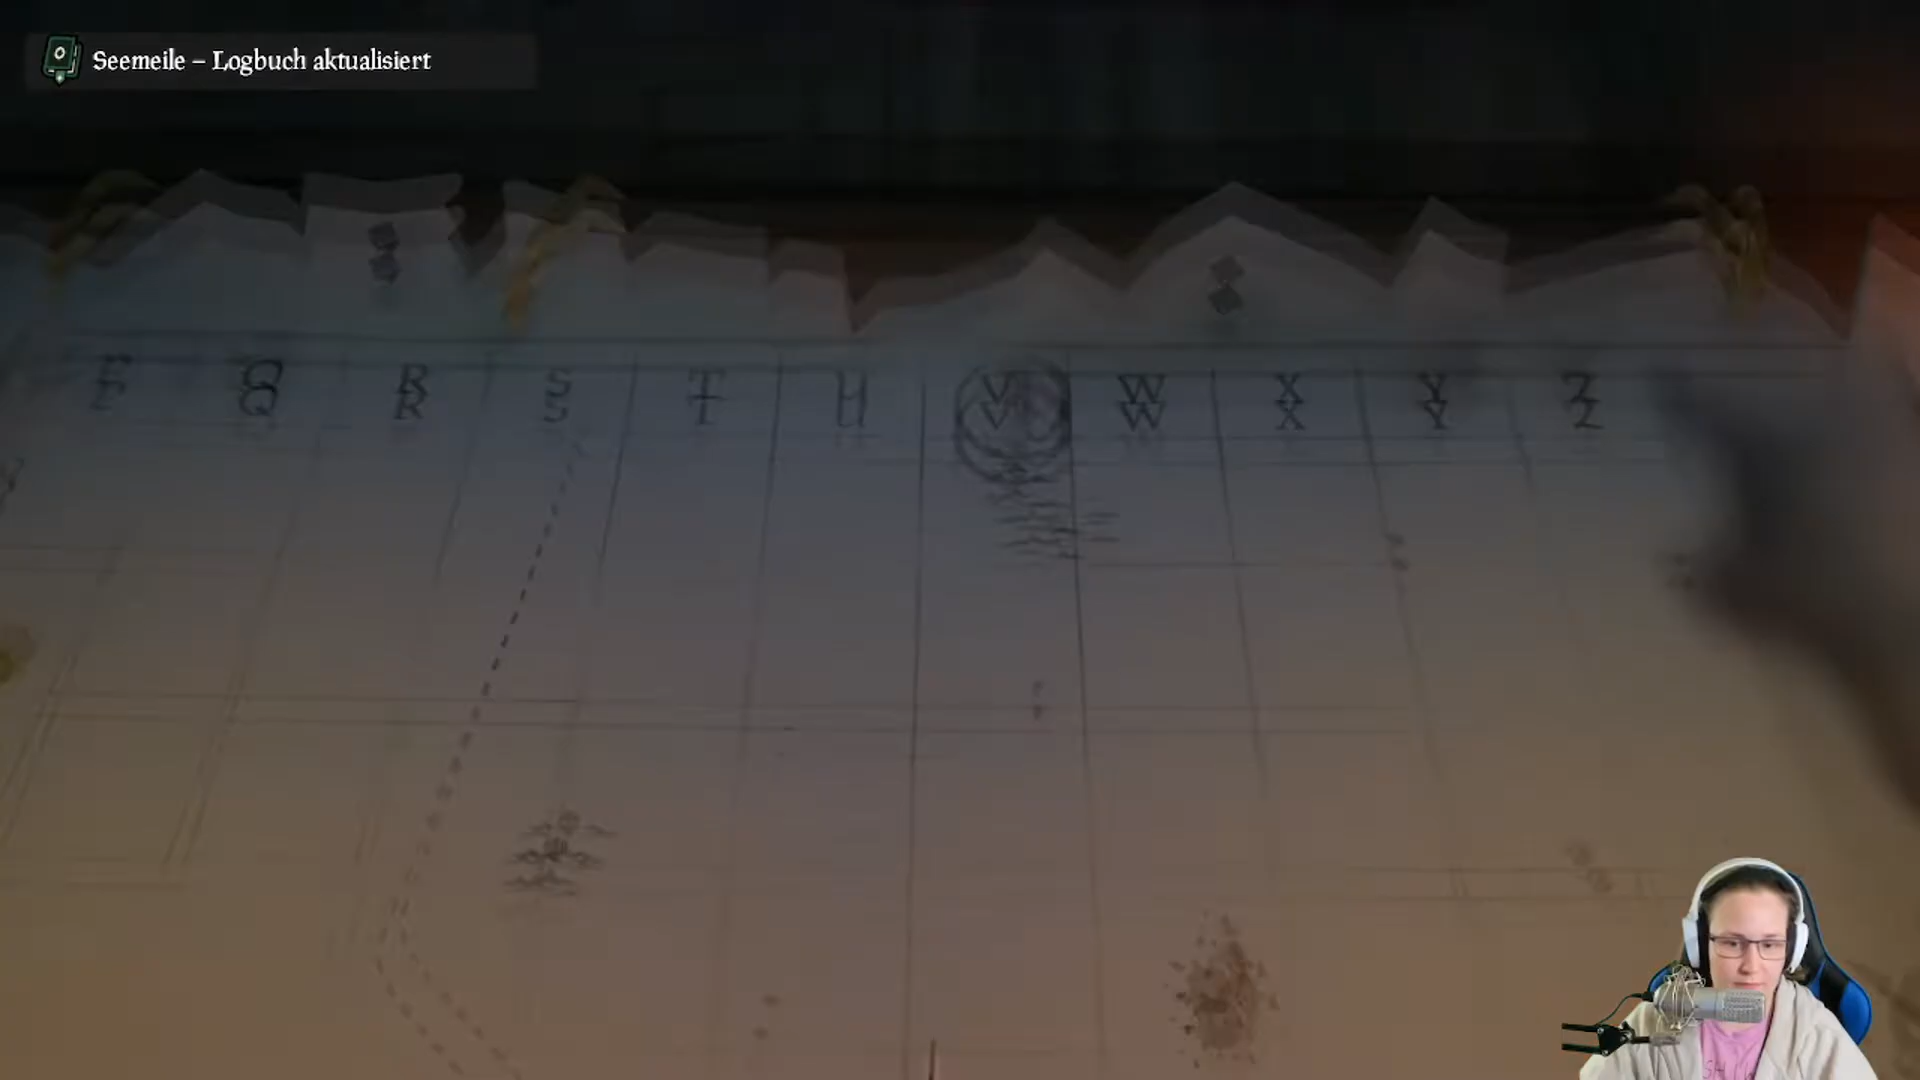 Seemeile – Logbuch aktualisiert
P Q R S T U V W X Y Z